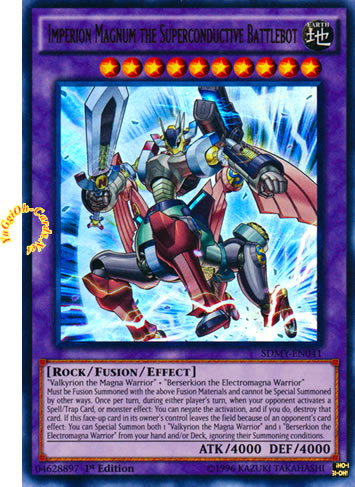 Imperion Magnum the Superconductive Battlebot
EARTH
地
YuGiOh-Cards.Net
SDMY-EN041
[Rock/Fusion/Effect]
"Valkyrion the Magna Warrior" + "Berserkion the Electromagna Warrior"
Must be Fusion Summoned with the above Fusion Materials and cannot be Special Summoned
by other ways. Once per turn, during either player's turn, when your opponent activates a
Spell/Trap Card, or monster effect: You can negate the activation, and if you do, destroy that
card. If this face-up card in its owner's control leaves the field because of an opponent's card
effect: You can Special Summon both 1 "Valkyrion the Magna Warrior" and 1 "Berserkion the
Electromagna Warrior" from your hand and/or Deck, ignoring their Summoning conditions.
ATK/4000 DEF/4000
04628897 1st Edition
©1996 KAZUKI TAKAHASHI